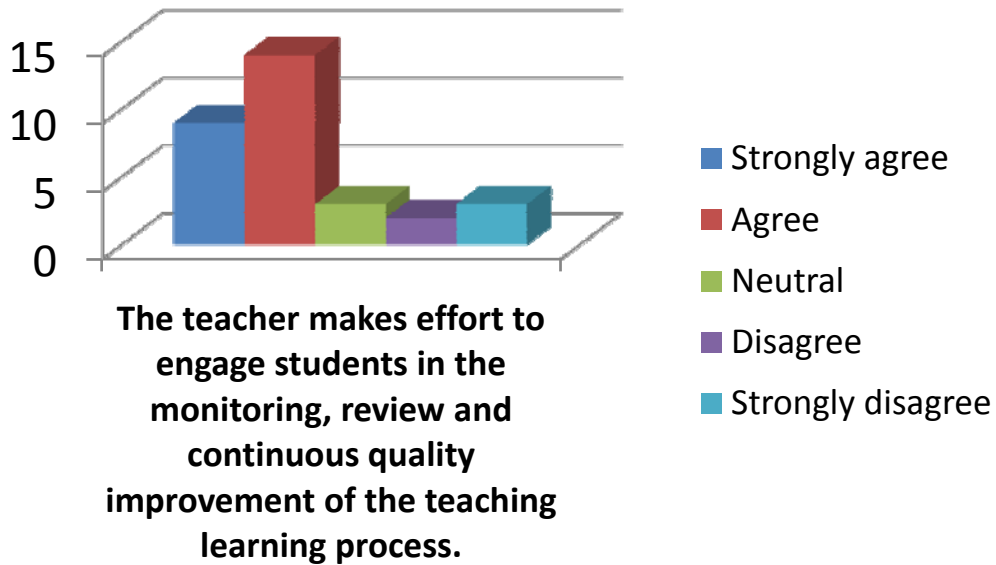 15
10
5
0
The teacher makes effort to
engage students in the
monitoring, review and
continuous quality
improvement of the teaching
learning process.
Strongly agree
Agree
Neutral
Disagree
Strongly disagree